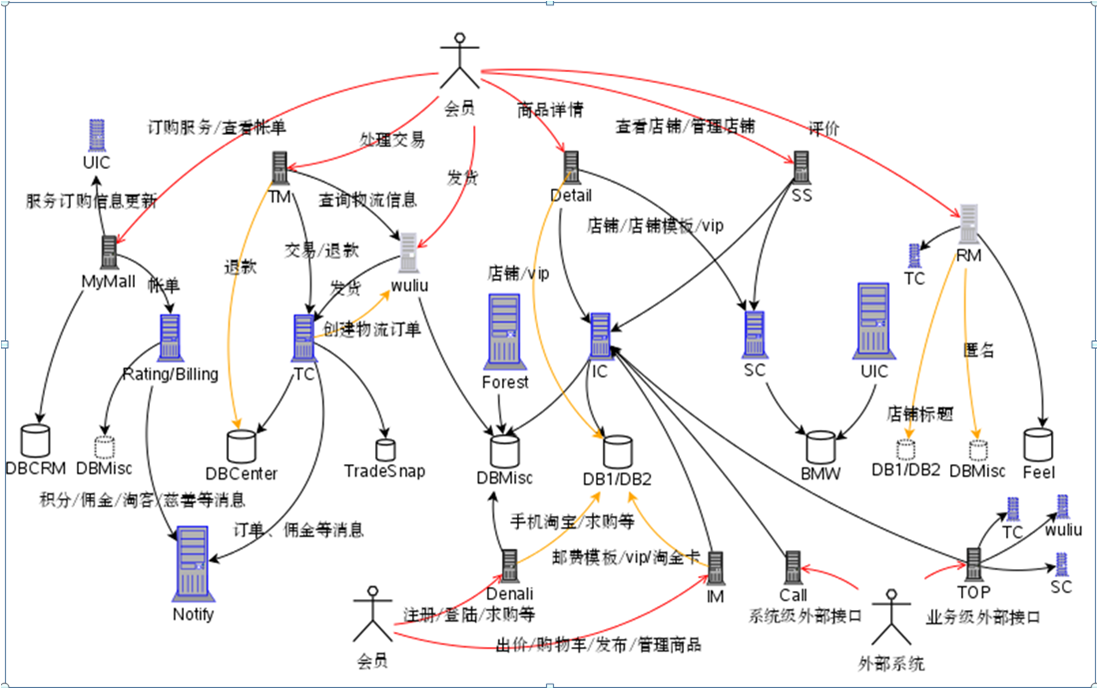 会员
商品详情
订购服务/查看帐单
查看店铺/管理店铺
评价
处理交易
UIC
发货
TM
Detail
SS
服务订购信息更新
查询物流信息
店铺/店铺模板/vip
RM
交易/退款
退款
TC
MyMall
帐单
发货
wuliu
店铺/vip
创建物流订单
匿名
Rating/Billing
TC
Forest
IC
SC
UIC
店铺标题
DBCRM
DBMisc
DBCenter
TradeSnap
DBMisc
DB1/DB2
BMW
DB1/DB2
DBMisc
Feel
积分/佣金/淘客/慈善等消息
手机淘宝/求购等
订单、佣金等消息
TC
wuliu
邮费模板/vip/淘金卡
Denali
IM
Call
TOP
SC
Notify
注册/登陆/求购等
系统级外部接口
业务级外部接口
出价/购物车/发布/管理商品
会员
外部系统